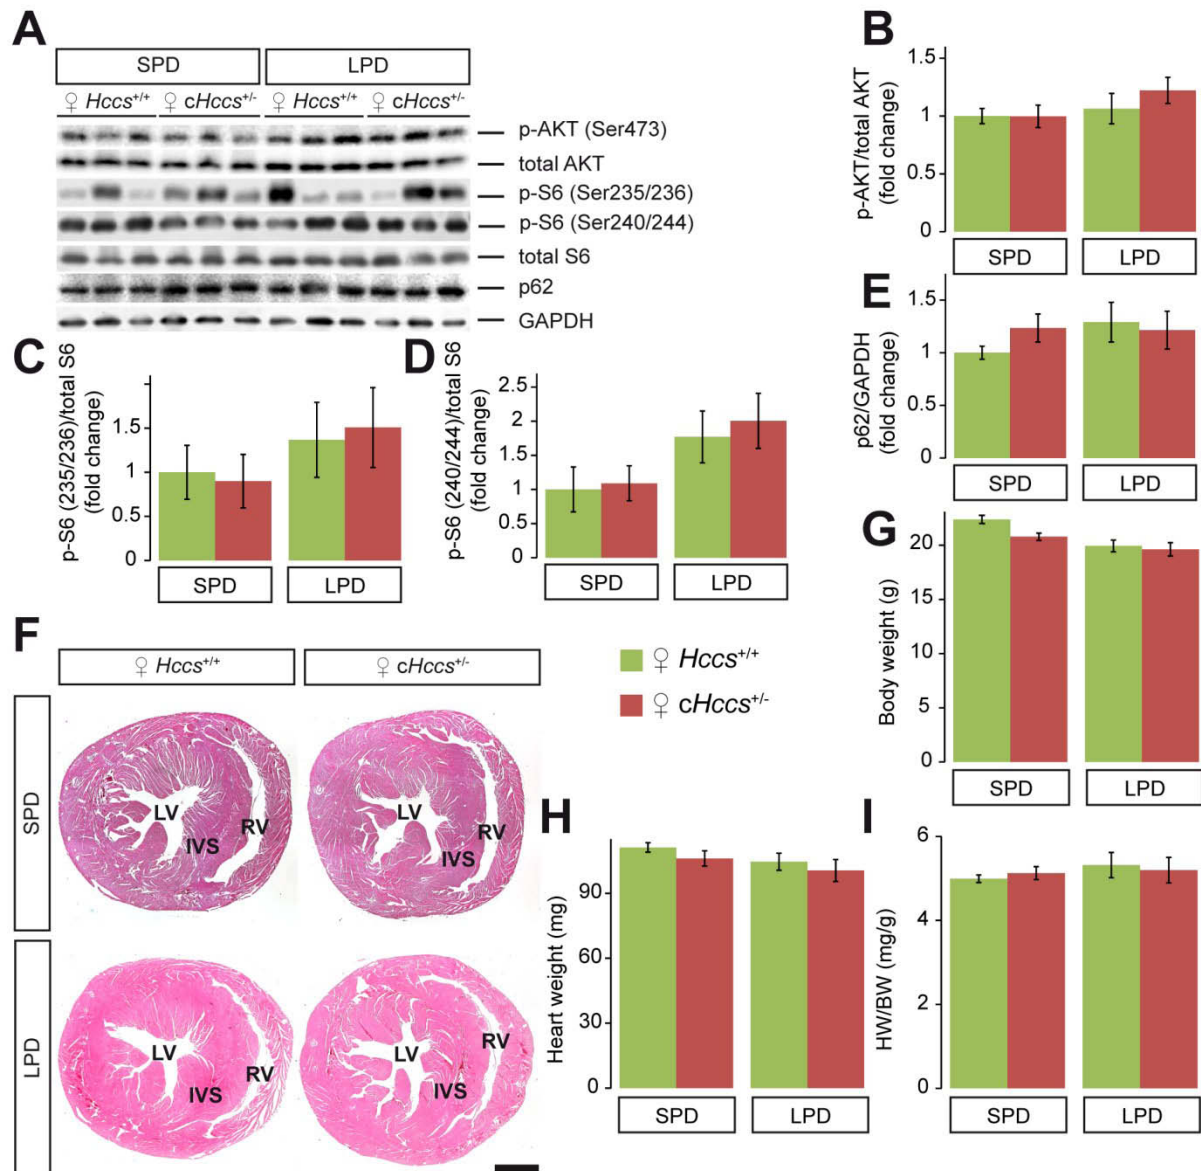 A
SPD LPD
♀ Hccs+/+ ♀ cHccs+/- ♀ Hccs+/+ ♀ cHccs+/-
p-AKT (Ser473)
total AKT
p-S6 (Ser235/236)
p-S6 (Ser240/244)
total S6
p62
GAPDH
B
p-AKT/total AKT
(fold change)
1.5
1
0.5
0
SPD LPD
C
p-S6 (235/236)/total S6
(fold change)
1.5
1
0.5
0
SPD LPD
D
p-S6 (240/244)/total S6
(fold change)
2.5
2
1.5
1
0.5
0
SPD LPD
E
p62/GAPDH
(fold change)
1.5
1
0.5
0
SPD LPD
F
♀ Hccs+/+ ♀ cHccs+/-
SPD
LV IVS RV
LV IVS RV
LPD
LV IVS RV
LV IVS RV
♀ Hccs+/+
♀ cHccs+/-
G
Body weight (g)
20
15
10
5
0
SPD LPD
H
Heart weight (mg)
90
60
30
0
SPD LPD
I
HW/BW (mg/g)
6
4
2
0
SPD LPD